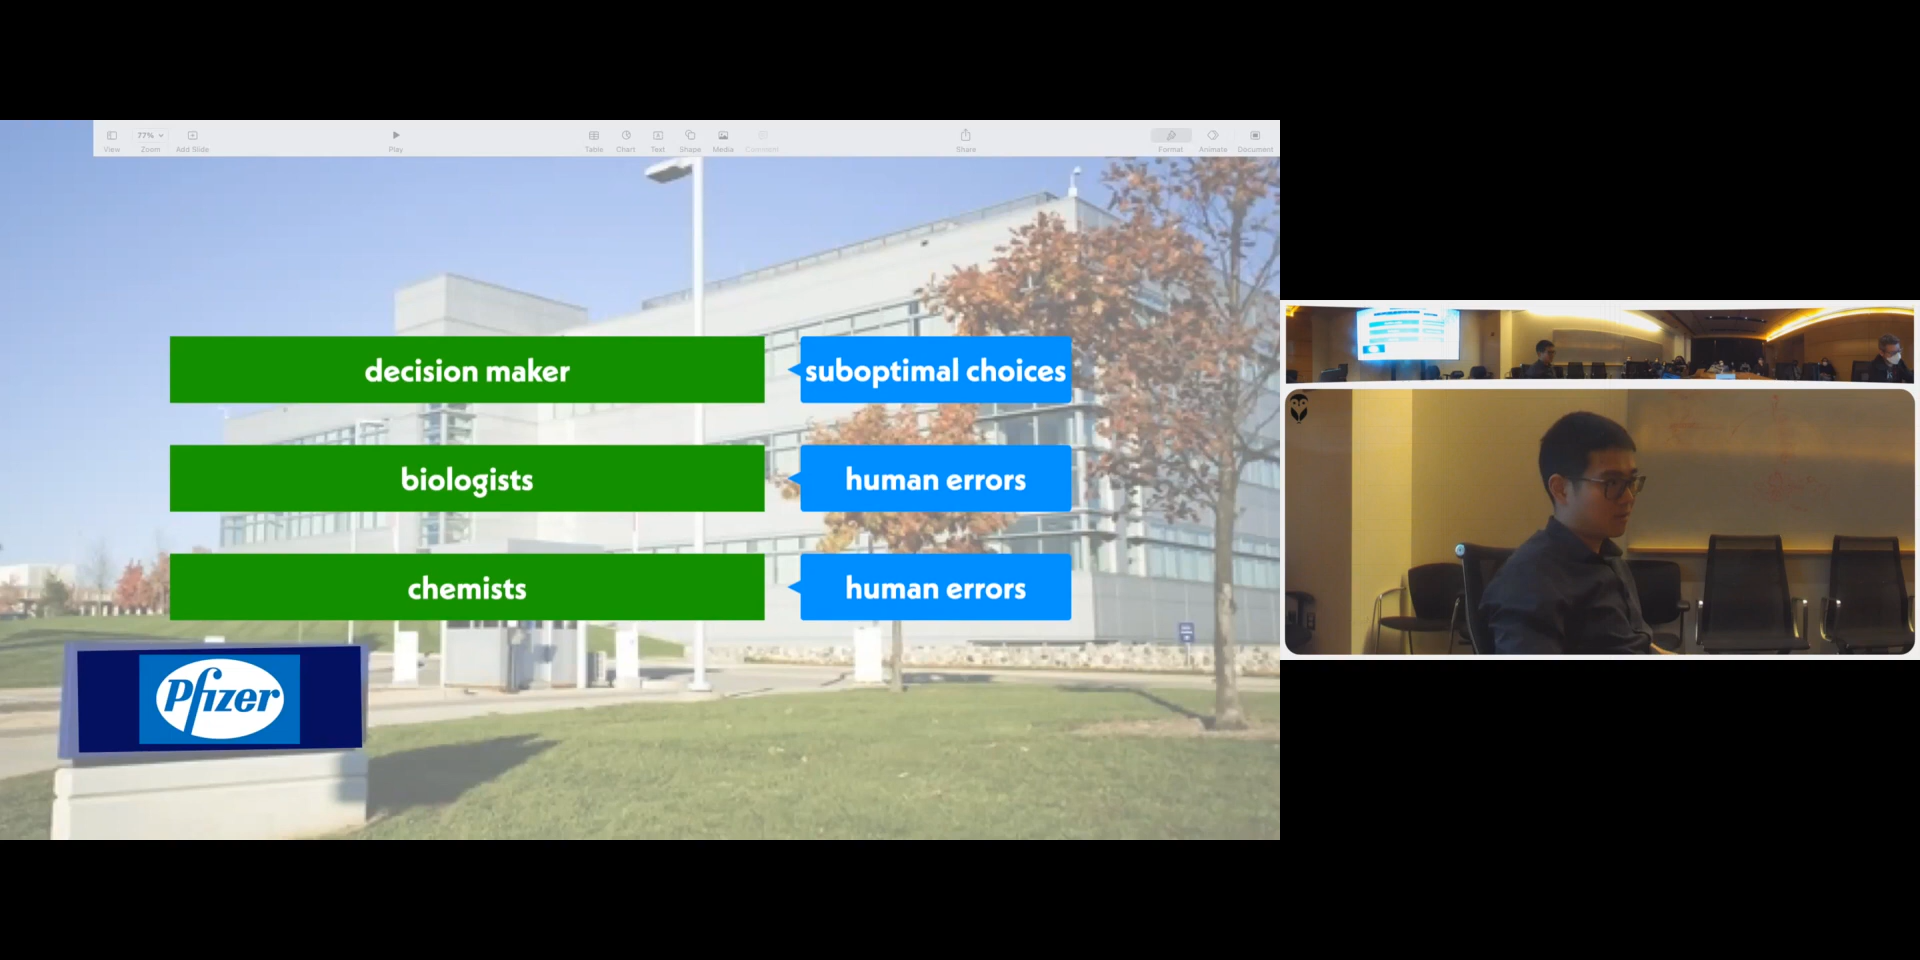 77%
View
Zoom
Add Slide
Play
Table
Chart
Text
Shape
Media
Comment
Share
Format
Animate
Document
decision maker
suboptimal choices
biologists
human errors
chemists
human errors
Pfizer